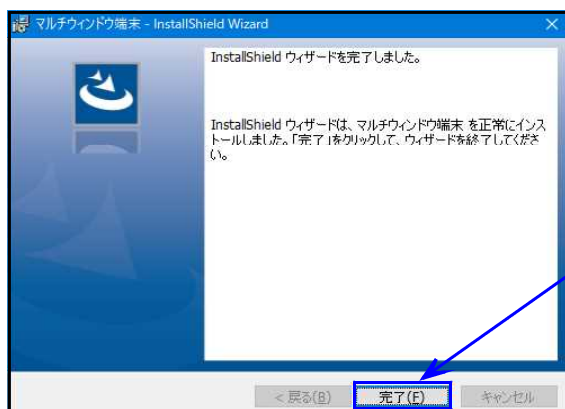 マルチウィンドウ端末 - InstallShield Wizard
InstallShield ウィザードを完了しました。
InstallShield ウィザードは、マルチウィンドウ端末 を正常にインス
トールしました。「完了」をクリックして、ウィザードを終了してくださ
い。
< 戻る(B)
完了(F)
キャンセル